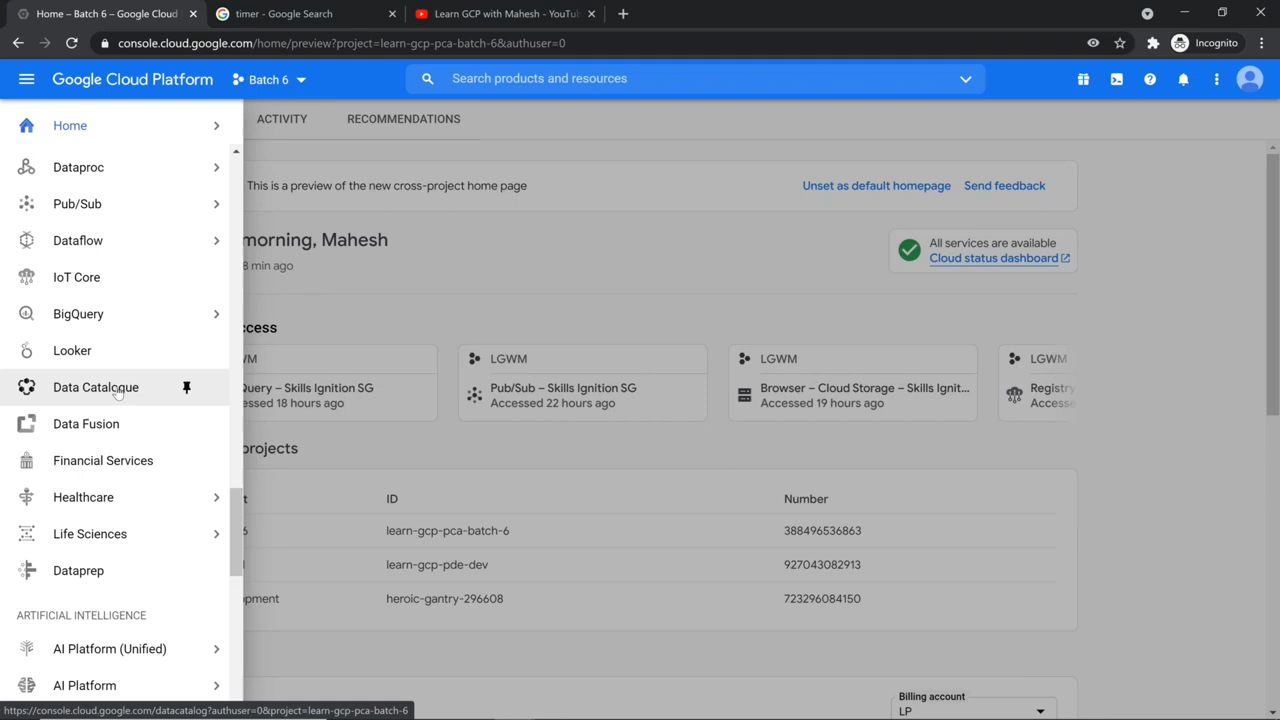 Home – Batch 6 – Google Cloud
timer - Google Search
Learn GCP with Mahesh - YouTu
console.cloud.google.com/home/preview?project=learn-gcp-pca-batch-6&authuser=0
Incognito
Google Cloud Platform
Batch 6
Search products and resources
Home
ACTIVITY
RECOMMENDATIONS
Dataproc
Pub/Sub
Dataflow
IoT Core
BigQuery
Looker
Data Catalogue
Data Fusion
Financial Services
Healthcare
Life Sciences
Dataprep
ARTIFICIAL INTELLIGENCE
AI Platform (Unified)
AI Platform
This is a preview of the new cross-project home page
Unset as default homepage
Send feedback
morning, Mahesh
8 min ago
All services are available
Cloud status dashboard
ccess
WM
Query – Skills Ignition SG
essed 18 hours ago
LGWM
Pub/Sub – Skills Ignition SG
Accessed 22 hours ago
LGWM
Browser – Cloud Storage – Skills Ignit...
Accessed 19 hours ago
LGWM
Registry
Access
projects
t
ID
Number
6
learn-gcp-pca-batch-6
388496536863
l
learn-gcp-pde-dev
927043082913
opment
heroic-gantry-296608
723296084150
Billing account
LP
https://console.cloud.google.com/datacatalog?authuser=0&project=learn-gcp-pca-batch-6